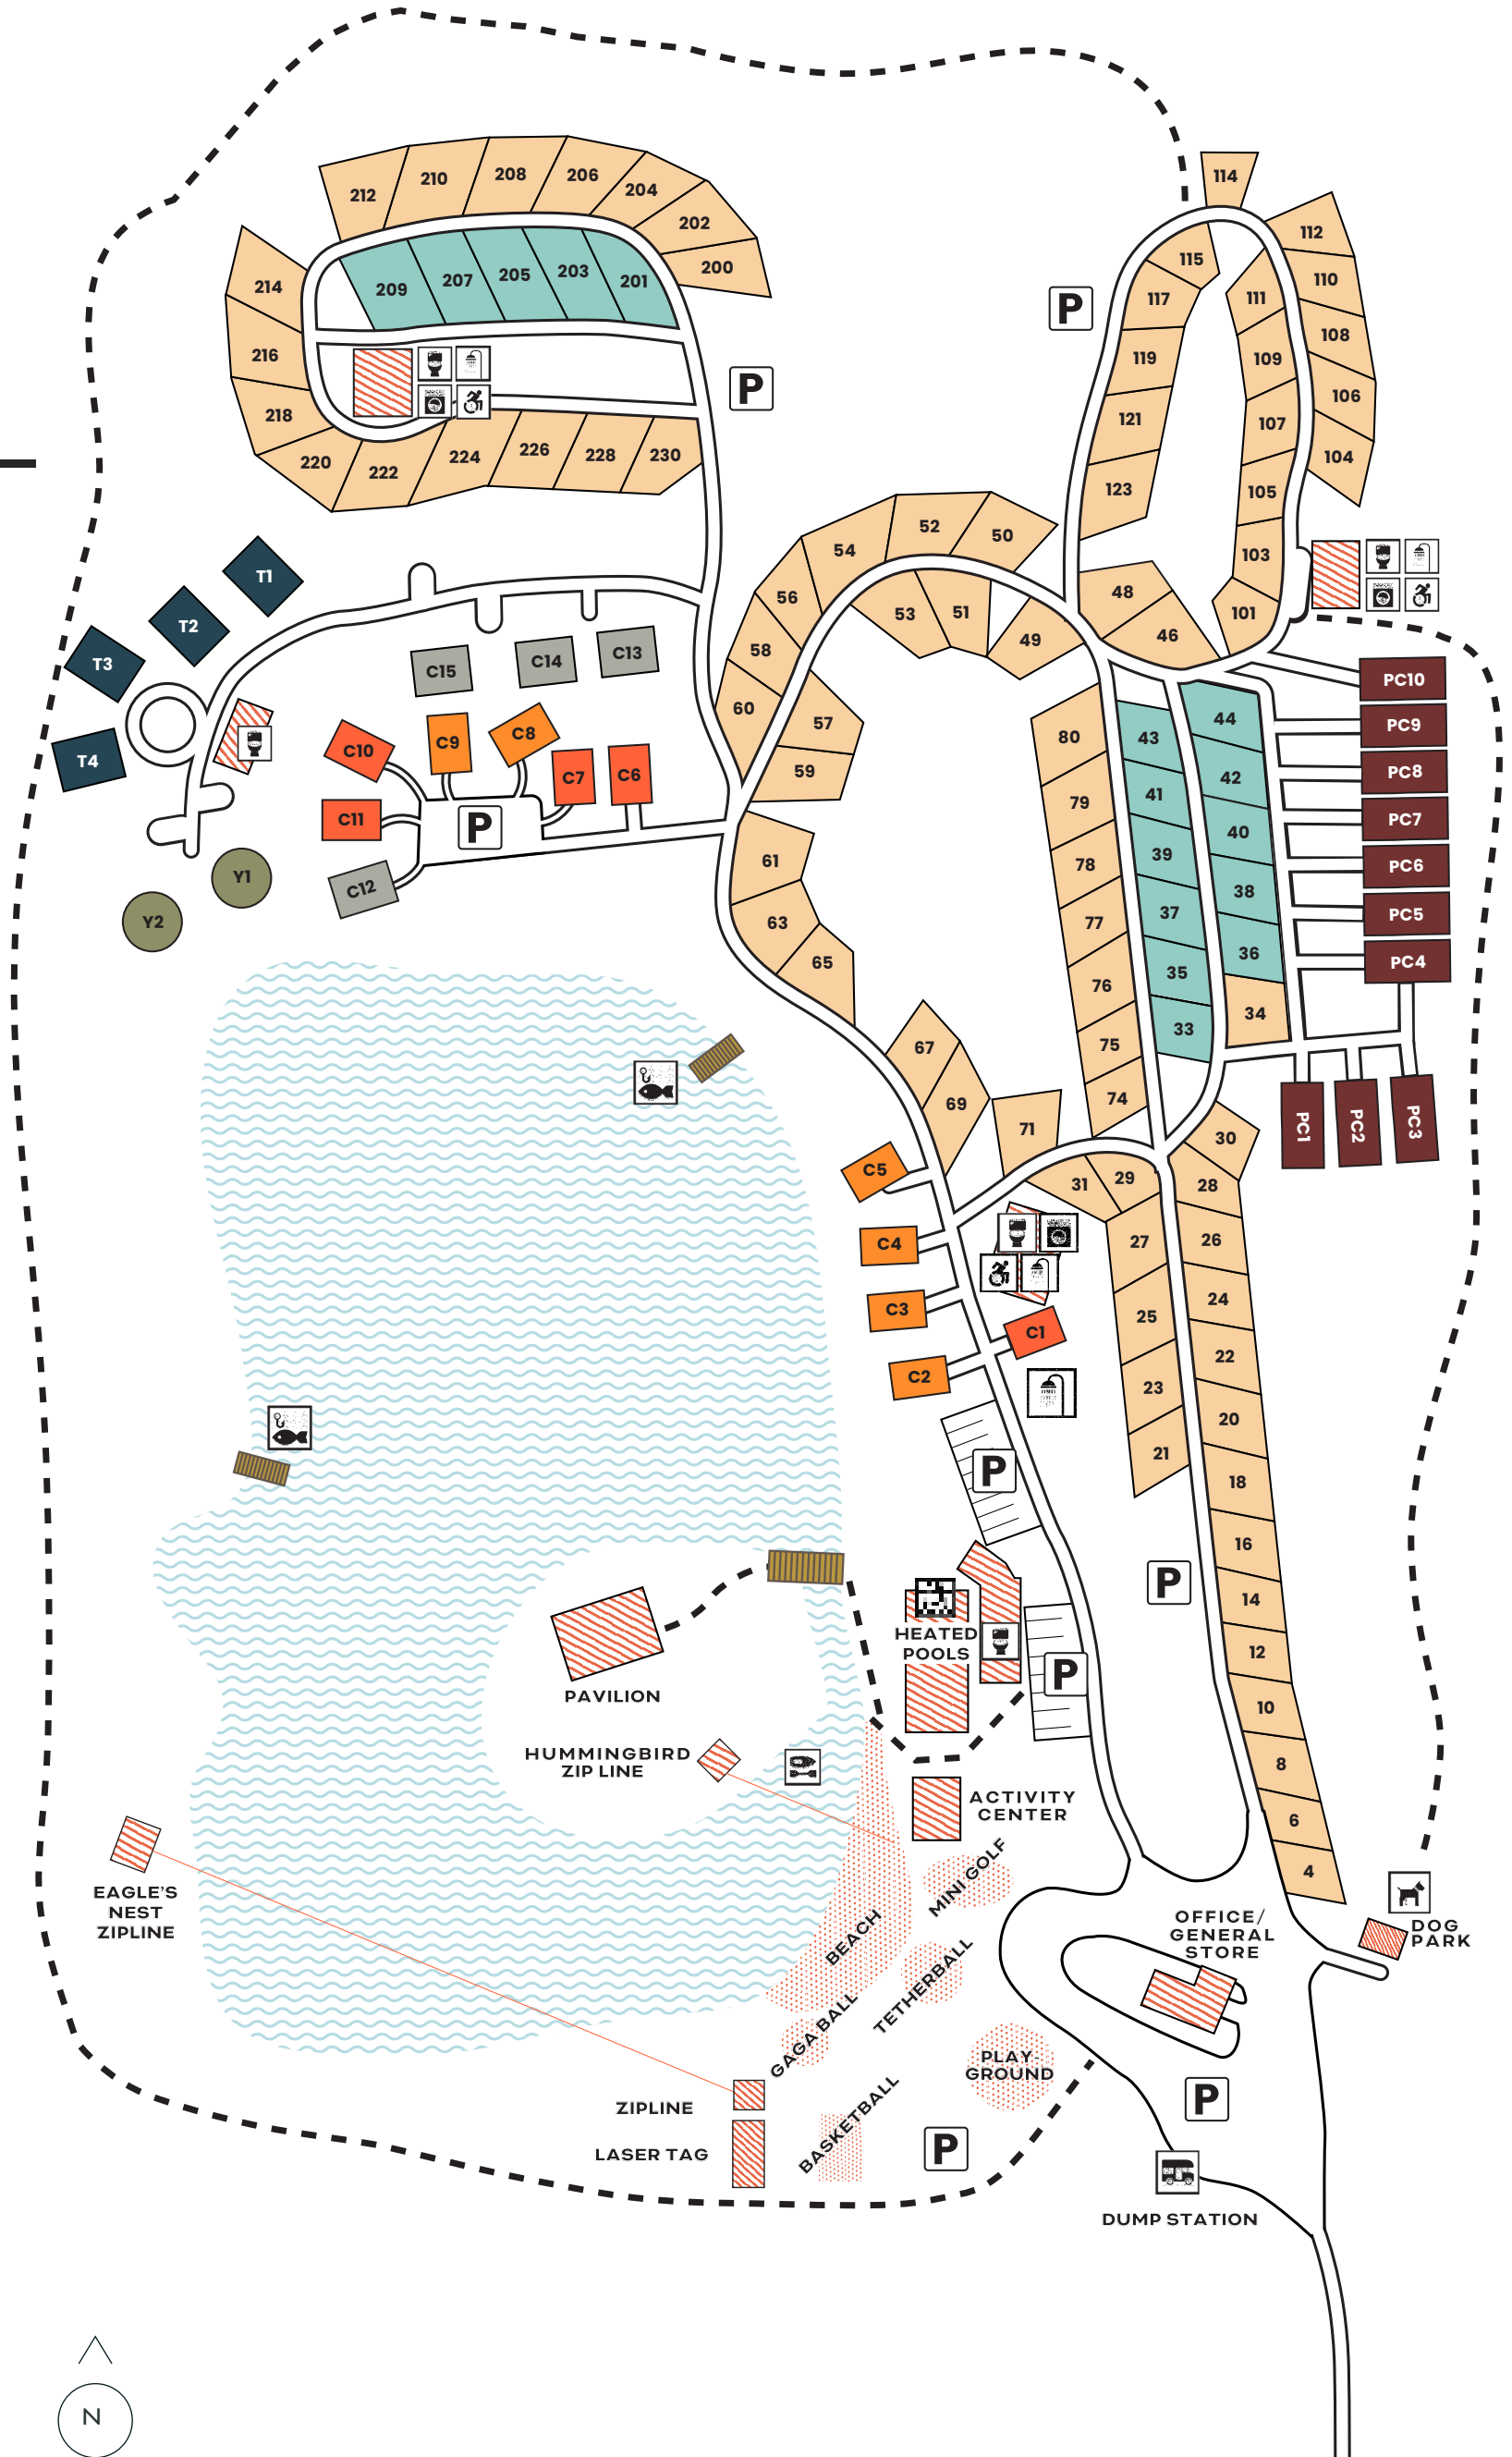 114
212
210
208
206
204
202
200
112
115
110
214
209
207
205
203
201
117
111
P
108
216
119
109
P
106
218
121
107
104
220
222
224
226
228
230
123
105
54
52
50
103
T1
56
48
T2
53
51
101
58
49
46
T3
C15
C14
C13
PC10
60
57
44
PC9
C10
C9
C8
80
43
T4
59
42
PC8
C7
C6
79
41
C11
P
40
PC7
61
78
39
PC6
Y1
C12
38
Y2
63
77
37
PC5
65
36
PC4
76
35
34
67
75
33
69
74
71
PC1
PC2
PC3
30
C5
31
29
28
C4
27
26
C3
24
C1
25
22
C2
23
20
21
P
18
16
P
14
HEATED
POOLS
12
P
PAVILION
10
HUMMINGBIRD
ZIP LINE
8
ACTIVITY
CENTER
6
MINI GOLF
4
EAGLE'S
NEST
ZIPLINE
BEACH
OFFICE/
GENERAL
STORE
DOG
PARK
TETHERBALL
GAGA BALL
PLAY
GROUND
ZIPLINE
P
BASKETBALL
LASER TAG
P
DUMP STATION
N